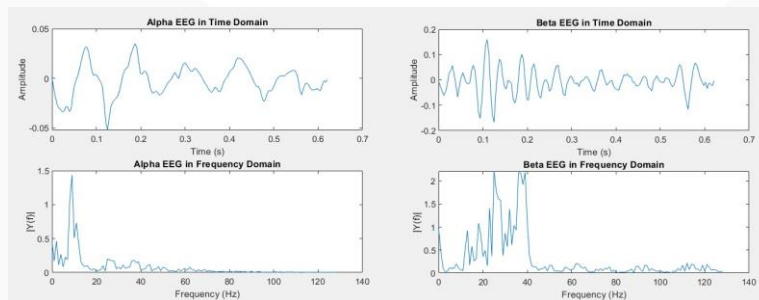 Alpha EEG in Time Domain
0.05
0
-0.05
Amplitude
0 0.1 0.2 0.3 0.4 0.5 0.6 0.7
Time (s)
Beta EEG in Time Domain
0.2
0.1
0
-0.1
-0.2
Amplitude
0 0.1 0.2 0.3 0.4 0.5 0.6 0.7
Time (s)
Alpha EEG in Frequency Domain
1.5
1
0.5
0
|Y(f)|
0 20 40 60 80 100 120 140
Frequency (Hz)
Beta EEG in Frequency Domain
2
1.5
1
0.5
0
|Y(f)|
0 20 40 60 80 100 120 140
Frequency (Hz)